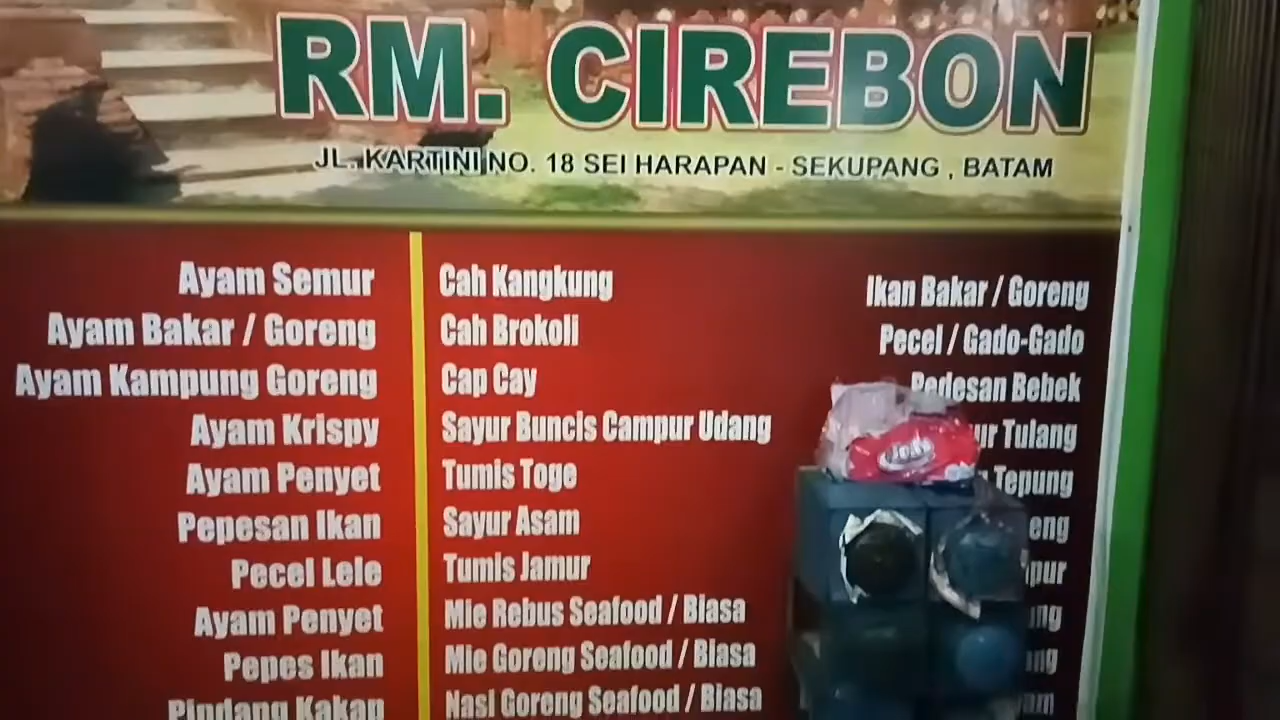 RM. CIREBON
JL. KARTINI NO. 18 SEI HARAPAN - SEKUPANG , BATAM
Ayam Semur
Ayam Bakar / Goreng
Ayam Kampung Goreng
Ayam Krispy
Ayam Penyet
Pepesan Ikan
Pecel Lele
Ayam Penyet
Pepes Ikan
Pindang Kakap
Cah Kangkung
Cah Brokoli
Cap Cay
Sayur Buncis Campur Udang
Tumis Toge
Sayur Asam
Tumis Jamur
Mie Rebus Seafood / Biasa
Mie Goreng Seafood / Biasa
Nasi Goreng Seafood / Biasa
Ikan Bakar / Goreng
Pecel / Gado-Gado
Pedesan Bebek
Tulang
Tepung